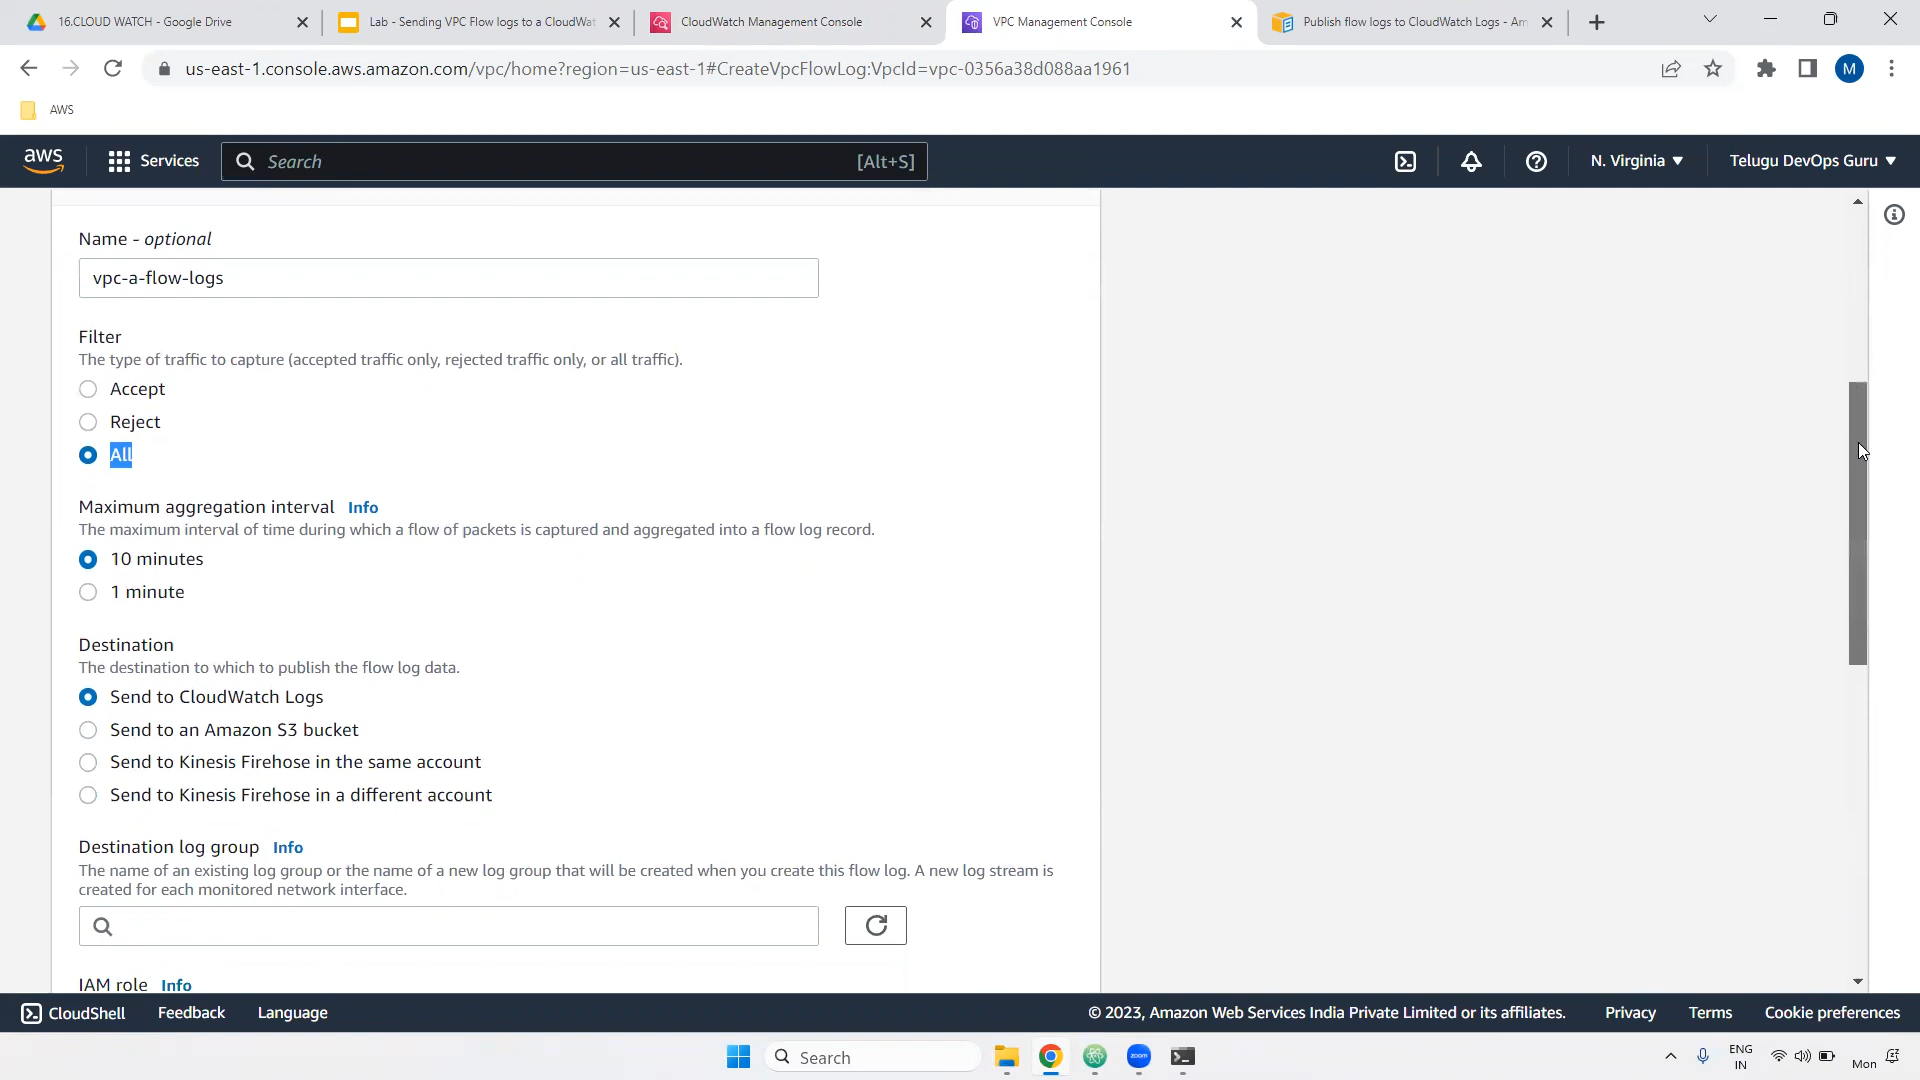 16.CLOUD WATCH - Google Drive
Lab - Sending VPC Flow logs to a CloudWat
CloudWatch Management Console
VPC Management Console
Publish flow logs to CloudWatch Logs - Am
us-east-1.console.aws.amazon.com/vpc/home?region=us-east-1#CreateVpcFlowLog:VpcId=vpc-0356a38d088aa1961
M
AWS
aws
Services
Search
[Alt+S]
N. Virginia
Telugu DevOps Guru
Name - optional
vpc-a-flow-logs
Filter
The type of traffic to capture (accepted traffic only, rejected traffic only, or all traffic).
Accept
Reject
All
Maximum aggregation interval Info
The maximum interval of time during which a flow of packets is captured and aggregated into a flow log record.
10 minutes
1 minute
Destination
The destination to which to publish the flow log data.
Send to CloudWatch Logs
Send to an Amazon S3 bucket
Send to Kinesis Firehose in the same account
Send to Kinesis Firehose in a different account
Destination log group Info
The name of an existing log group or the name of a new log group that will be created when you create this flow log. A new log stream is
created for each monitored network interface.
IAM role Info
CloudShell
Feedback
Language
© 2023, Amazon Web Services India Private Limited or its affiliates.
Privacy
Terms
Cookie preferences
Search
zoom
ENG
IN
Mon